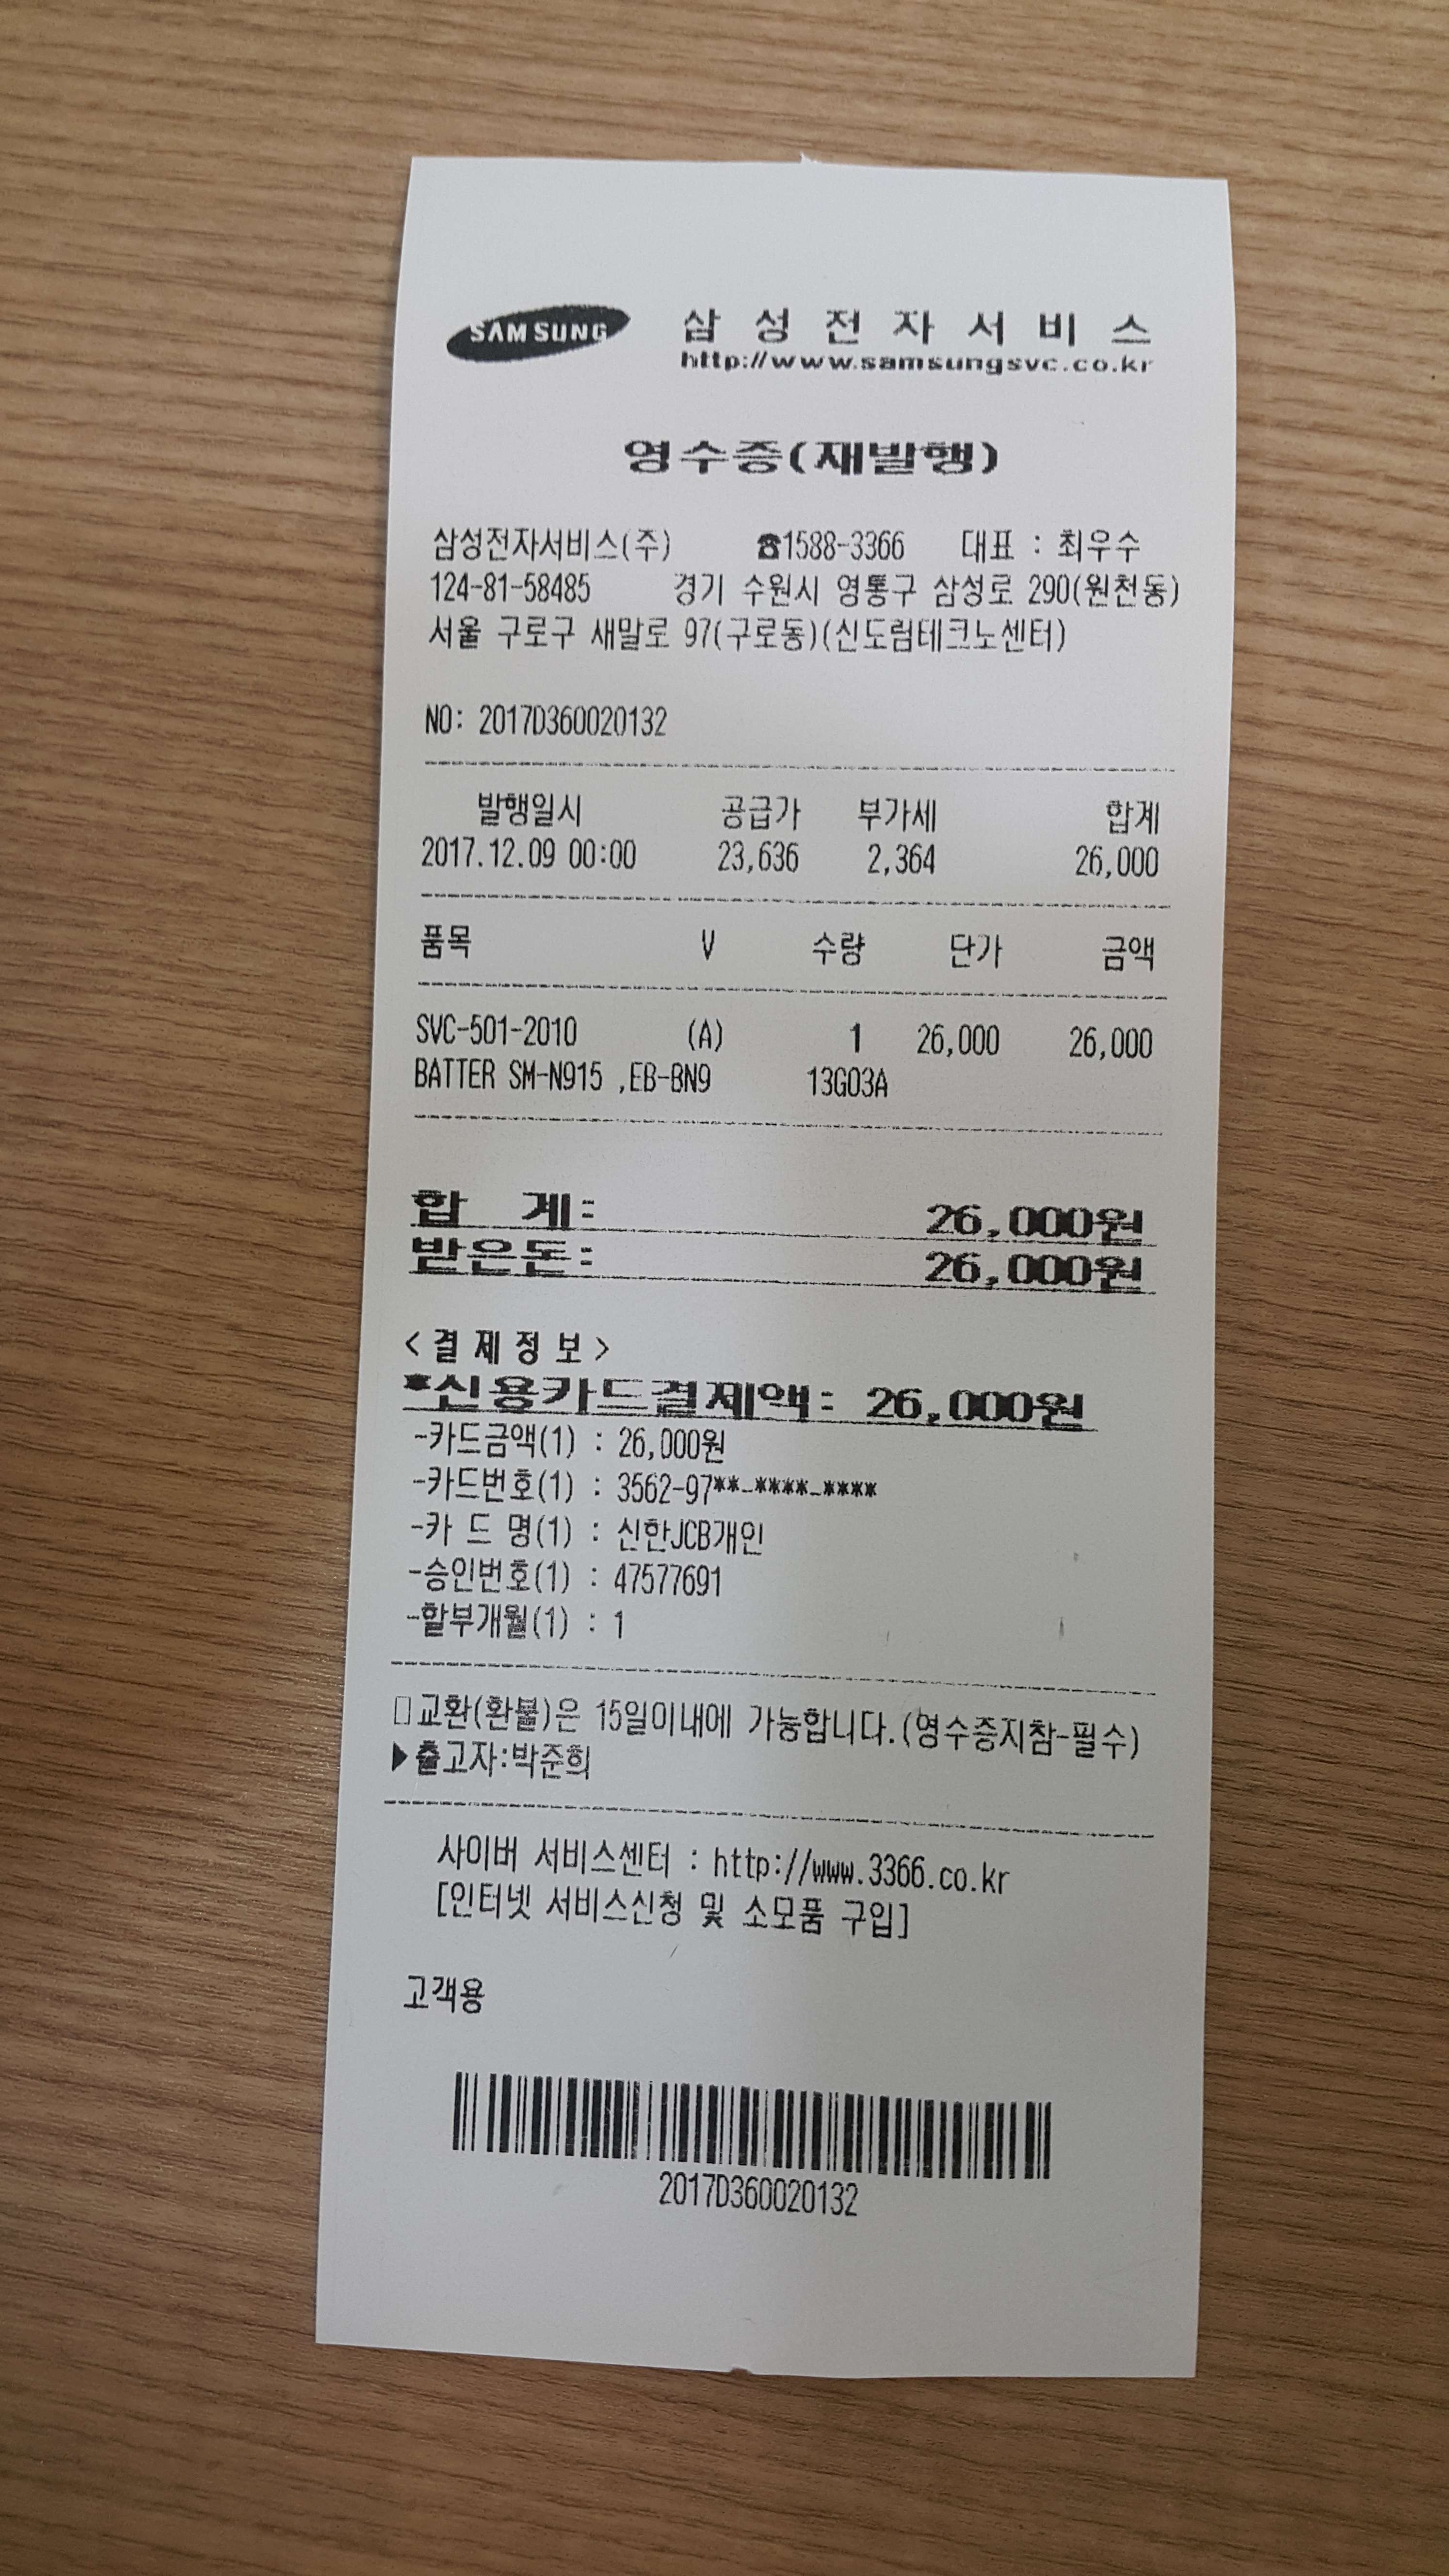 SAMSUNG 삼성전자서비스
http://www.samsungsvc.co.kr
영수증(재발행)
삼성전자서비스(주) ☎1588-3366 대표 : 최우수
124-81-58485 경기 수원시 영통구 삼성로 290(원천동)
서울 구로구 새말로 97(구로동)(신도림테크노센터)
NO: 2017D360020132
발행일시 공급가 부가세 합계
2017.12.09 00:00 23,636 2,364 26,000
품목 V 수량 단가 금액
SVC-501-2010 (A) 1 26,000 26,000
BATTER SM-N915 ,EB-BN9 13G03A
합 계: 26,000원
받은돈: 26,000원
<결제정보>
*신용카드결제액: 26,000원
-카드금액(1) : 26,000원
-카드번호(1) : 3562-97**-****-****
-카 드 명(1) : 신한JCB개인
-승인번호(1) : 47577691
-할부개월(1) : 1
□교환(환불)은 15일이내에 가능합니다.(영수증지참-필수)
▶출고자:박준희
사이버 서비스센터 : http://www.3366.co.kr
[인터넷 서비스신청 및 소모품 구입]
고객용
2017D360020132